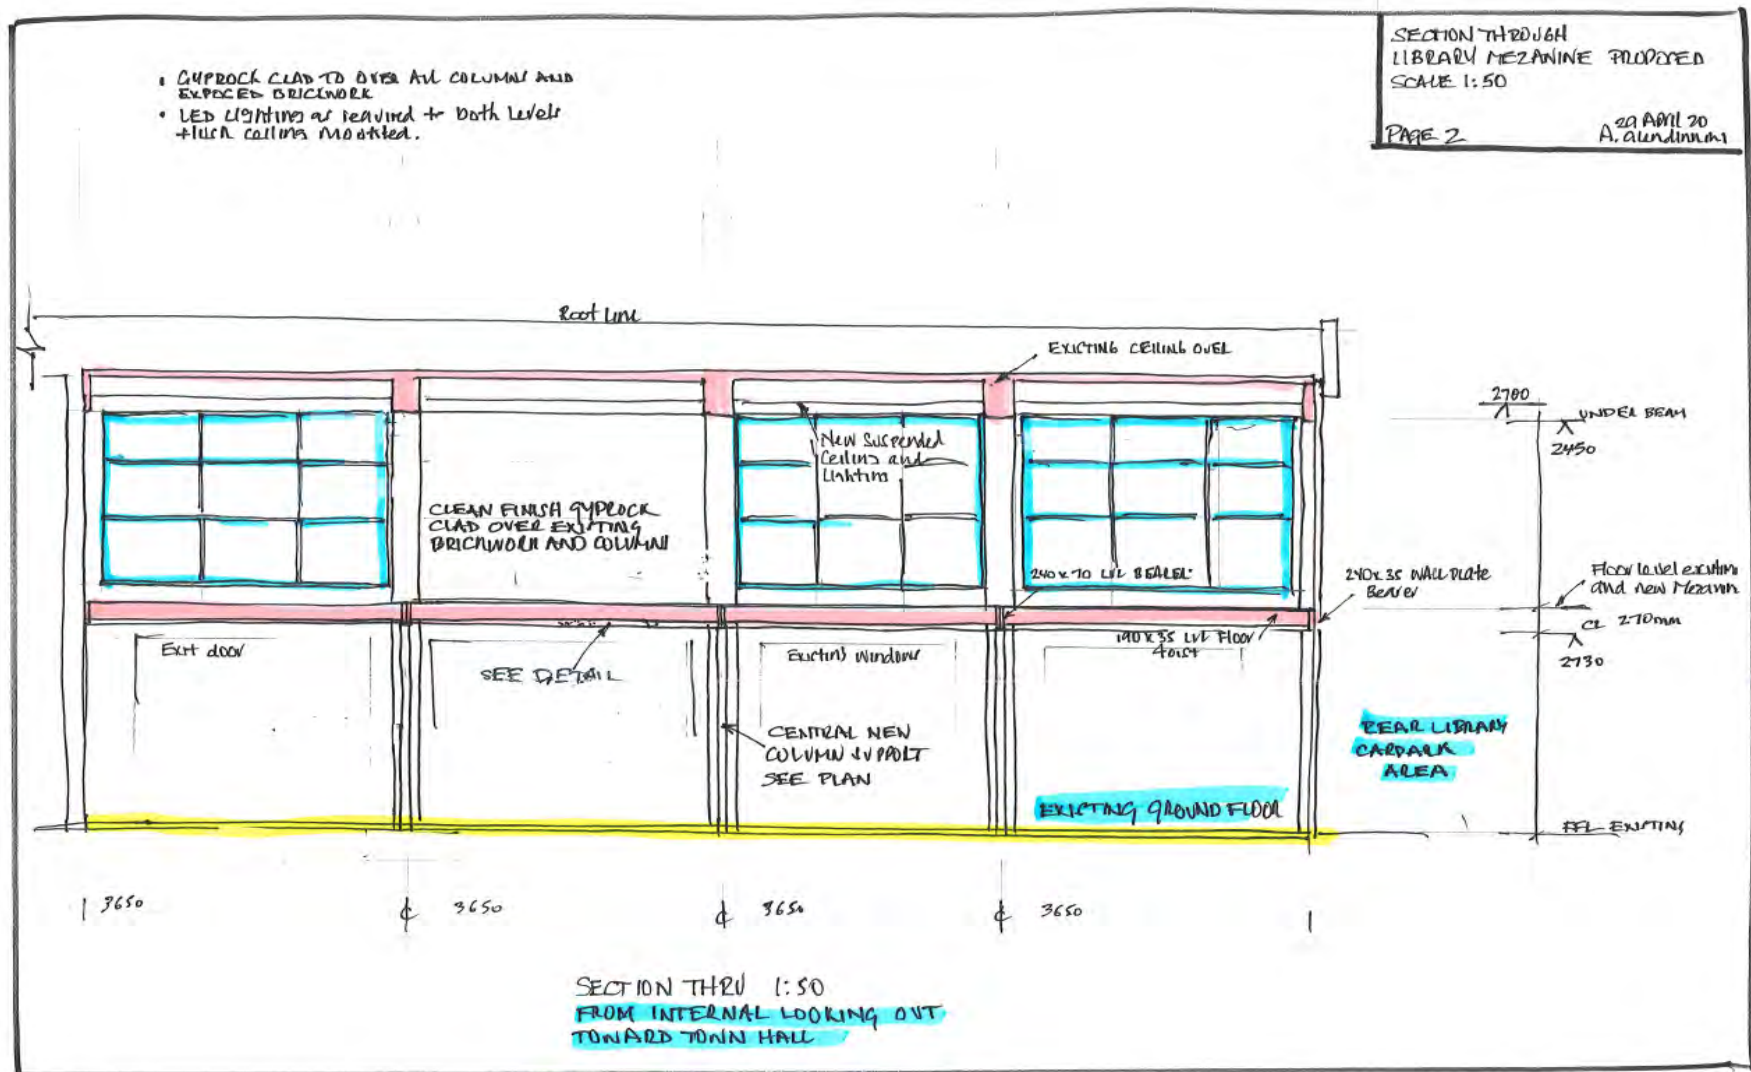 SECTION THROUGH
LIBRARY MEZANINE PROPOSED
SCALE 1:50
29 APRIL 20
PAGE 2
A.
• GYPROCK CLAD TO OVER ALL COLUMNS AND
EXPOSED BRICKWORK
• LED Lighting as required to both Levels
flush ceiling mounted.
Roof Line
EXISTING CEILING OVER
2700
UNDER BEAM
2450
New Suspended
Ceiling and
Lighting
CLEAN FINISH GYPROCK
CLAD OVER EXISTING
BRICKWORK AND COLUMNS
240 x 70 LVL BEARER
240 x 35 WALL PLATE
Bearer
Floor level existing
and new Mezanine
CL 270mm
2730
190 x 35 LVL FLOOR
Joist
Exit door
SEE DETAIL
Existing Windows
CENTRAL NEW
COLUMN SUPPORT
SEE PLAN
REAR LIBRARY
CARPARK
AREA
EXISTING GROUND FLOOR
FFL EXISTING
3650
3650
3650
3650
SECTION THRU 1:50
FROM INTERNAL LOOKING OUT
TOWARD TOWN HALL